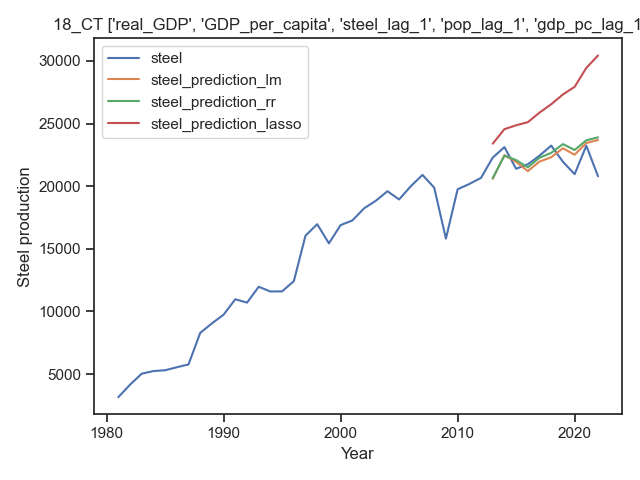 18_CT ['real_GDP', 'GDP_per_capita', 'steel_lag_1', 'pop_lag_1', 'gdp_pc_lag_1
steel
steel_prediction_lm
steel_prediction_rr
steel_prediction_lasso
30000
25000
20000
15000
10000
5000
Steel production
1980
1990
2000
2010
2020
Year